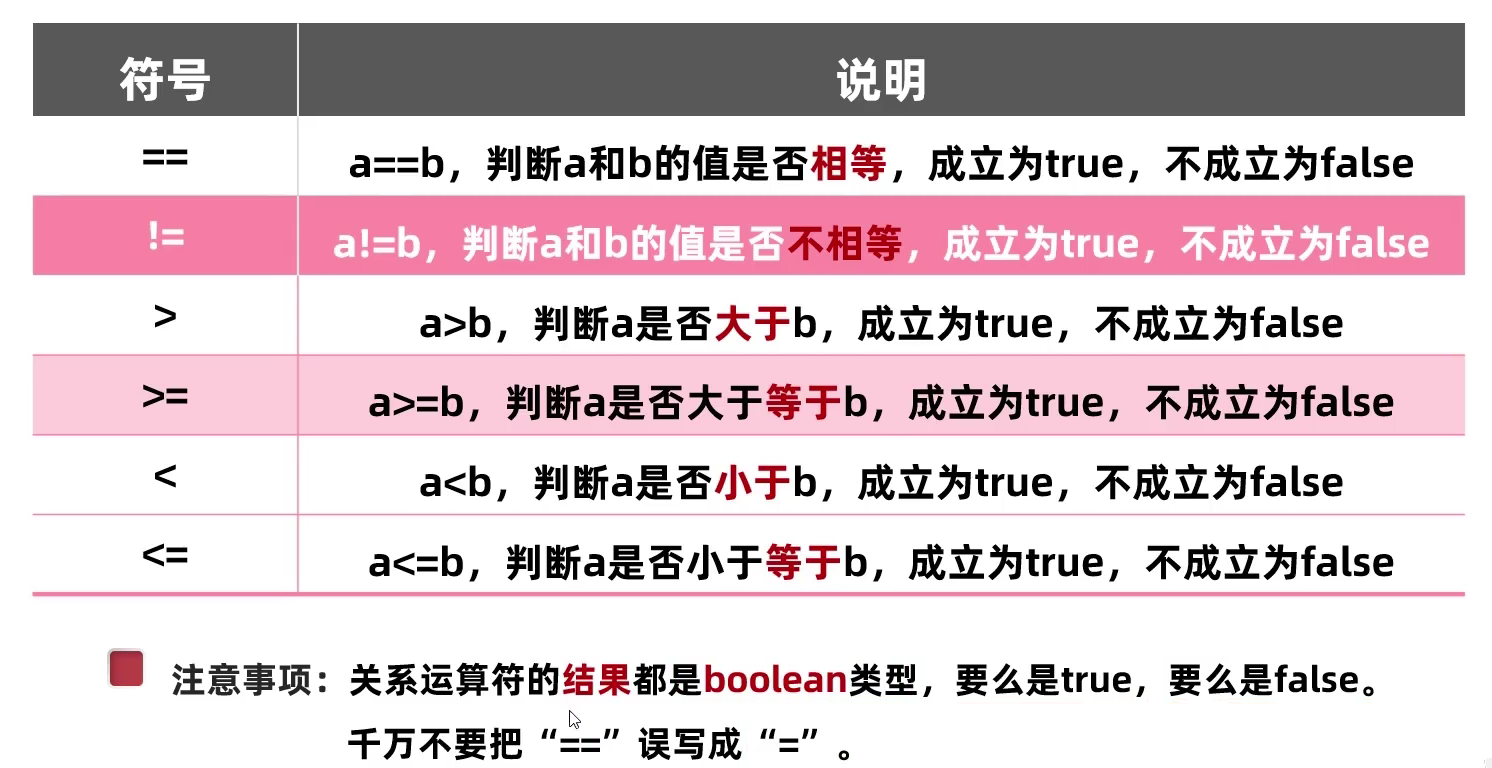 符号 说明
== a==b，判断a和b的值是否相等，成立为true，不成立为false
!= a!=b，判断a和b的值是否不相等，成立为true，不成立为false
> a>b，判断a是否大于b，成立为true，不成立为false
>= a>=b，判断a是否大于等于b，成立为true，不成立为false
< a<b，判断a是否小于b，成立为true，不成立为false
<= a<=b，判断a是否小于等于b，成立为true，不成立为false
注意事项：关系运算符的结果都是boolean类型，要么是true，要么是false。
千万不要把“==”误写成“=”。